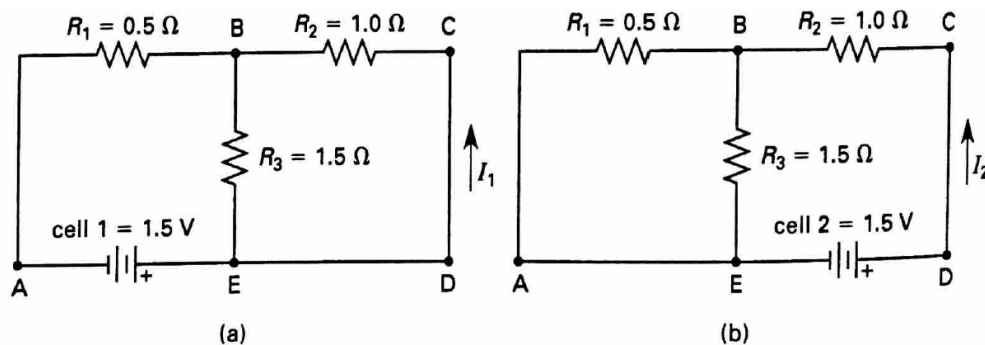 R₁ = 0.5 Ω B R₂ = 1.0 Ω C
R₃ = 1.5 Ω
I₁
cell 1 = 1.5 V
+
A E D
(a)
R₁ = 0.5 Ω B R₂ = 1.0 Ω C
R₃ = 1.5 Ω
I₂
cell 2 = 1.5 V
+
A E D
(b)